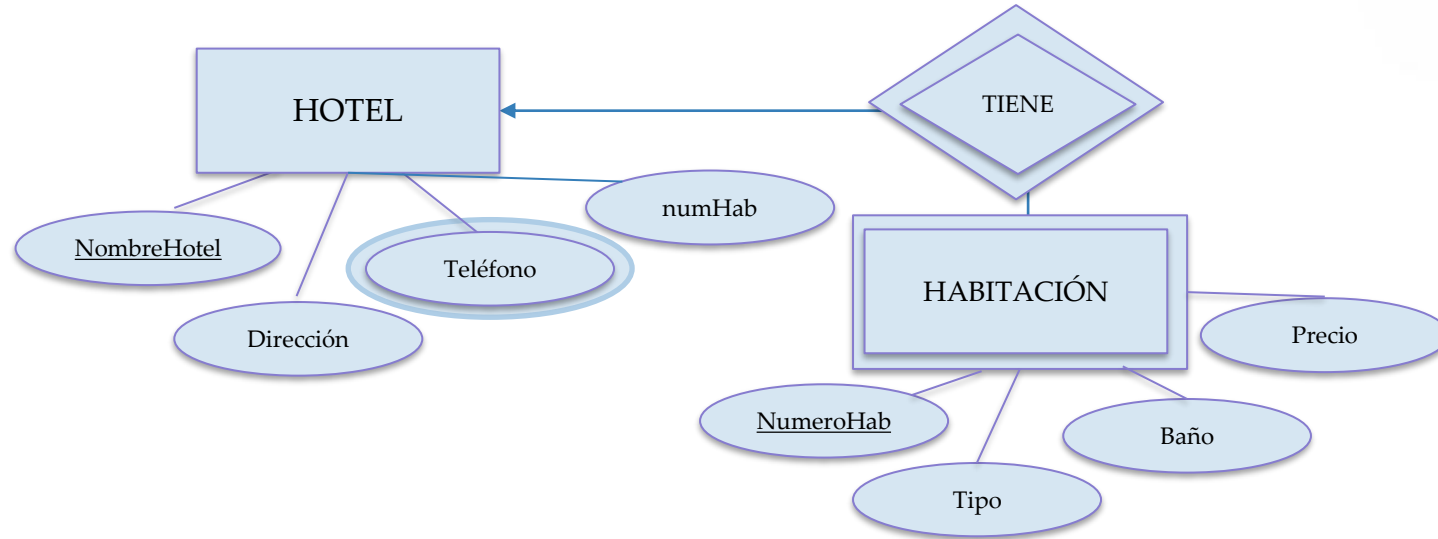 HOTEL
TIENE
numHab
NombreHotel
Teléfono
Dirección
HABITACIÓN
Precio
NumeroHab
Baño
Tipo